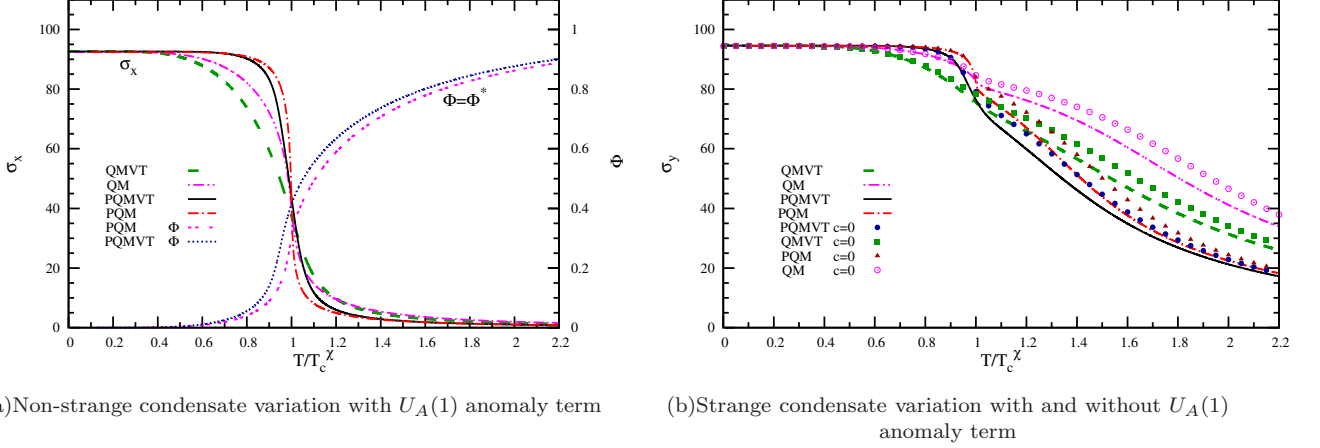 100
80
60
40
20
0
σx
σx
QMVT
QM
PQMVT
PQM
PQM Φ
PQMVT Φ
Φ=Φ*
1
0.8
0.6
0.4
0.2
0
Φ
0 0.2 0.4 0.6 0.8 1 1.2 1.4 1.6 1.8 2 2.2
T/Tcχ
100
80
60
40
20
0
σy
QMVT
QM
PQMVT
PQM
PQMVT c=0
QMVT c=0
PQM c=0
QM c=0
0 0.2 0.4 0.6 0.8 1 1.2 1.4 1.6 1.8 2 2.2
T/Tcχ
a)Non-strange condensate variation with UA(1) anomaly term
(b)Strange condensate variation with and without UA(1)
anomaly term